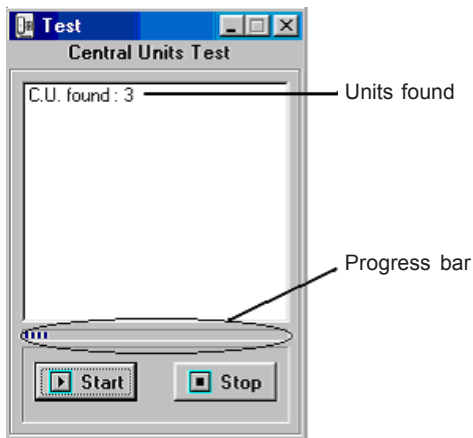 Test
Central Units Test
C.U. found : 3
Units found
Progress bar
Start
Stop